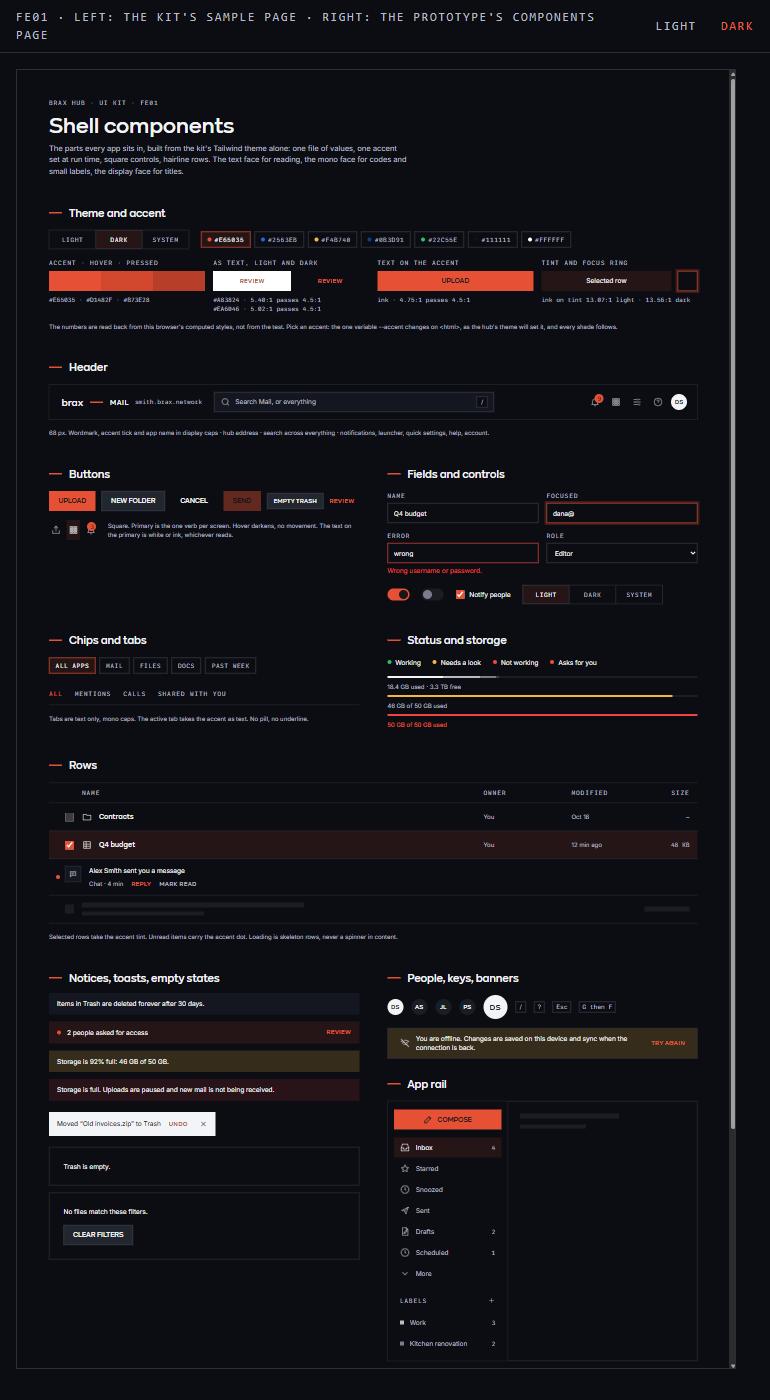 FE01 · LEFT: THE KIT'S SAMPLE PAGE · RIGHT: THE PROTOTYPE'S COMPONENTS
PAGE
LIGHT DARK
BRAX HUB · UI KIT · FE01
Shell components
The parts every app sits in, built from the kit's Tailwind theme alone: one file of values, one accent
set at run time, square controls, hairline rows. The text face for reading, the mono face for codes and
small labels, the display face for titles.
Theme and accent
LIGHT DARK SYSTEM #E65035 #2563EB #F4B740 #0B3D91 #22C55E #111111 #FFFFFF
ACCENT · HOVER · PRESSED AS TEXT, LIGHT AND DARK TEXT ON THE ACCENT TINT AND FOCUS RING
REVIEW REVIEW UPLOAD Selected row
#E65035 · #D1482F · #B73E28 #A83824 · 5.40:1 passes 4.5:1 ink · 4.75:1 passes 4.5:1 ink on tint 13.07:1 light · 13.56:1 dark
#EA6046 · 5.02:1 passes 4.5:1
The numbers are read back from this browser's computed styles, not from the test. Pick an accent: the one variable --accent changes on <html>, as the hub's theme will set it, and every shade follows.
Header
brax MAIL smith.brax.network Search Mail, or everything / DS
68 px. Wordmark, accent tick and app name in display caps · hub address · search across everything · notifications, launcher, quick settings, help, account.
Buttons
UPLOAD NEW FOLDER CANCEL SEND EMPTY TRASH REVIEW
Square. Primary is the one verb per screen. Hover darkens, no movement. The text on
the primary is white or ink, whichever reads.
Fields and controls
NAME FOCUSED
Q4 budget dana@
ERROR ROLE
wrong Editor
Wrong username or password.
Notify people LIGHT DARK SYSTEM
Chips and tabs
ALL APPS MAIL FILES DOCS PAST WEEK
ALL MENTIONS CALLS SHARED WITH YOU
Tabs are text only, mono caps. The active tab takes the accent as text. No pill, no underline.
Status and storage
Working Needs a look Not working Asks for you
18.4 GB used · 3.3 TB free
46 GB of 50 GB used
50 GB of 50 GB used
Rows
NAME OWNER MODIFIED SIZE
Contracts You Oct 18 –
Q4 budget You 12 min ago 48 KB
Alex Smith sent you a message
Chat · 4 min REPLY MARK READ
Selected rows take the accent tint. Unread items carry the accent dot. Loading is skeleton rows, never a spinner in content.
Notices, toasts, empty states
Items in Trash are deleted forever after 30 days.
2 people asked for access REVIEW
Storage is 92% full: 46 GB of 50 GB.
Storage is full. Uploads are paused and new mail is not being received.
Moved "Old invoices.zip" to Trash UNDO ✕
Trash is empty.
No files match these filters.
CLEAR FILTERS
People, keys, banners
DS AS JL PS DS / ? Esc G then F
You are offline. Changes are saved on this device and sync when the
connection is back.
TRY AGAIN
App rail
COMPOSE
Inbox 4
Starred
Snoozed
Sent
Drafts 2
Scheduled 1
More
LABELS +
Work 3
Kitchen renovation 2